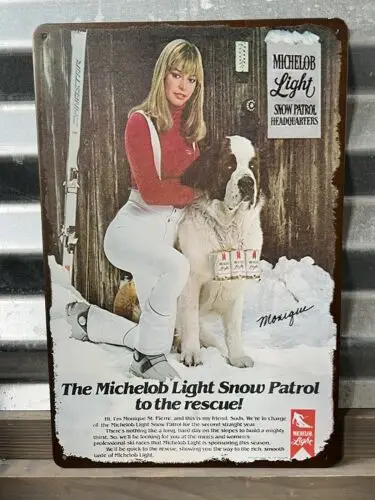 MICHELOB
Light
SNOW PATROL
HEADQUARTERS
Monique
The Michelob Light Snow Patrol
to the rescue!
Hi. I'm Monique St. Pierre, and this is my friend, Suds. We're in charge
of the Michelob Light Snow Patrol for the second straight year.
There's nothing like a long, hard day on the slopes to build a mighty
thirst. So, we'll be looking for you at the men's and women's
professional ski races that Michelob Light is sponsoring this season.
We'll be quick to the rescue, showing you the way to the rich, smooth
taste of Michelob Light.
MICHELOB
Light